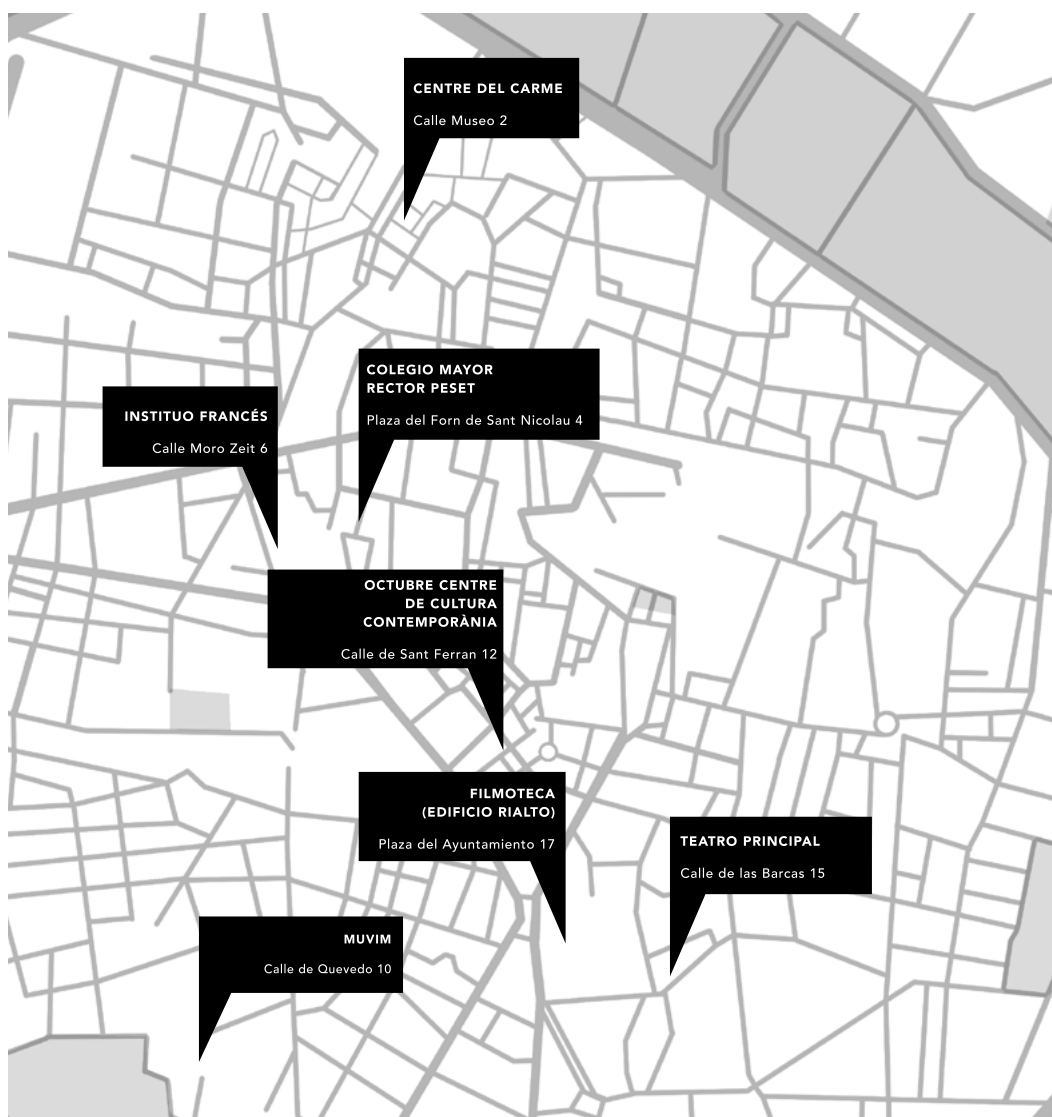 CENTRE DEL CARME
Calle Museo 2
COLEGIO MAYOR
RECTOR PESET
Plaza del Forn de Sant Nicolau 4
INSTITUO FRANCÉS
Calle Moro Zeit 6
OCTUBRE CENTRE
DE CULTURA
CONTEMPORÀNIA
Calle de Sant Ferran 12
FILMOTECA
(EDIFICIO RIALTO)
Plaza del Ayuntamiento 17
TEATRO PRINCIPAL
Calle de las Barcas 15
MUVIM
Calle de Quevedo 10